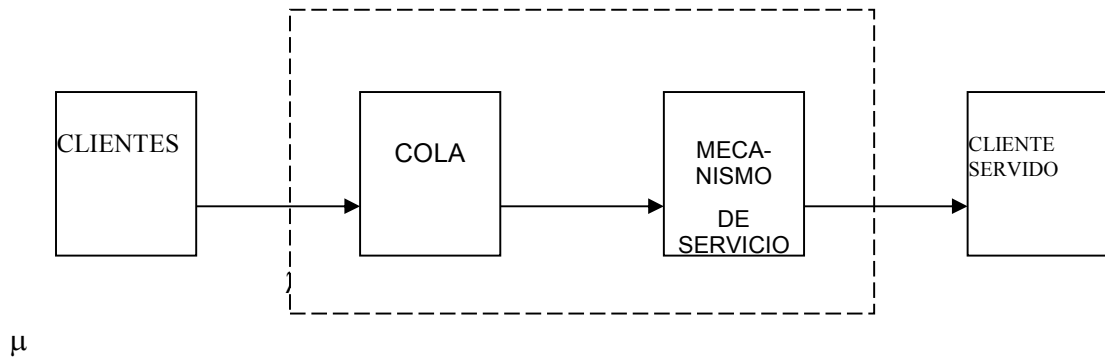 CLIENTES
COLA
MECA-
NISMO
DE
SERVICIO
CLIENTE
SERVIDO
μ